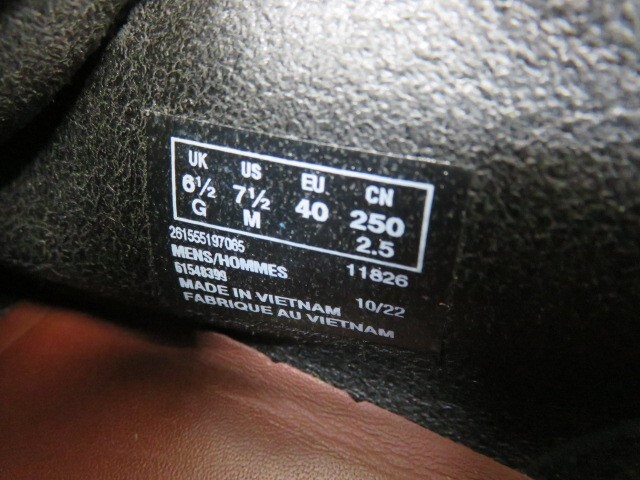 UK US EU CN
6½ 7½ 40 250
G M 2.5
261555197065
MENS/HOMMES 11826
61548399
MADE IN VIETNAM 10/22
FABRIQUE AU VIETNAM